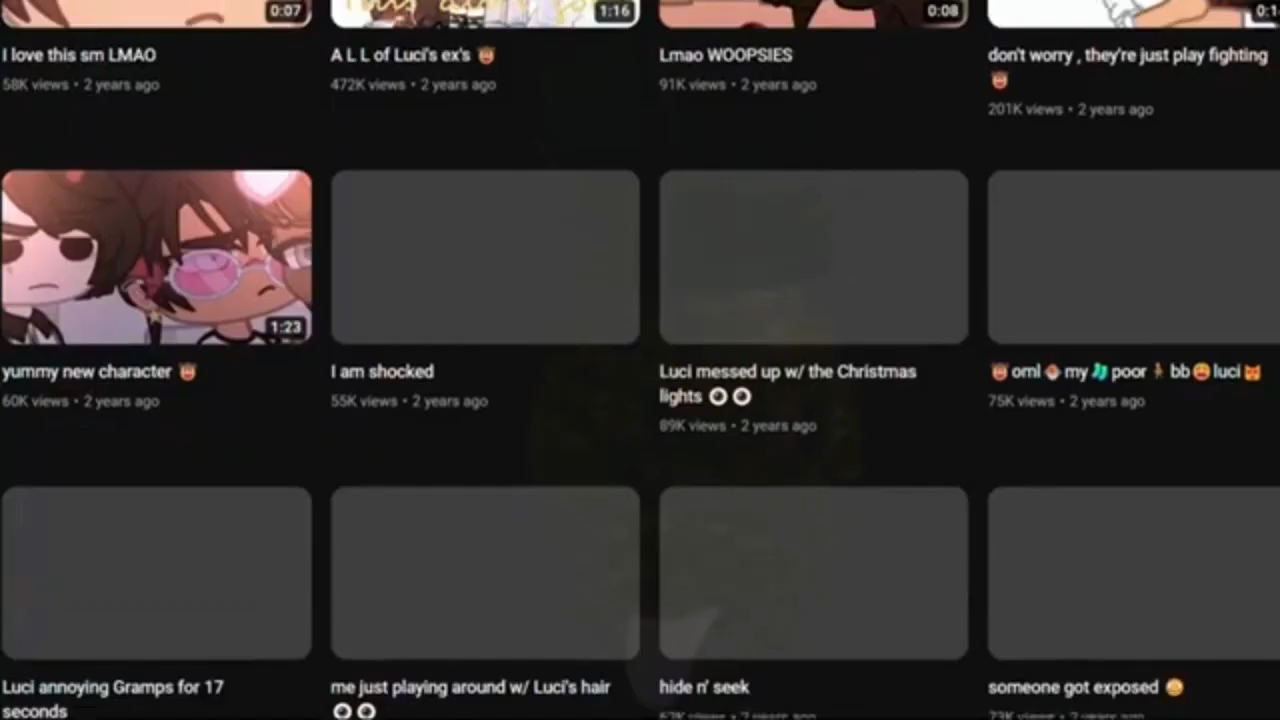 0:07
1:16
0:08
I love this sm LMAO
A L L of Luci's ex's 👹
Lmao WOOPSIES
don't worry , they're just play fighting
👹
58K views • 2 years ago
472K views • 2 years ago
91K views • 2 years ago
201K views • 2 years ago
1:23
yummy new character 👹
I am shocked
Luci messed up w/ the Christmas
lights
oml my poor bb luci
60K views • 2 years ago
55K views • 2 years ago
89K views • 2 years ago
75K views • 2 years ago
Luci annoying Gramps for 17
seconds
me just playing around w/ Luci's hair
hide n' seek
someone got exposed